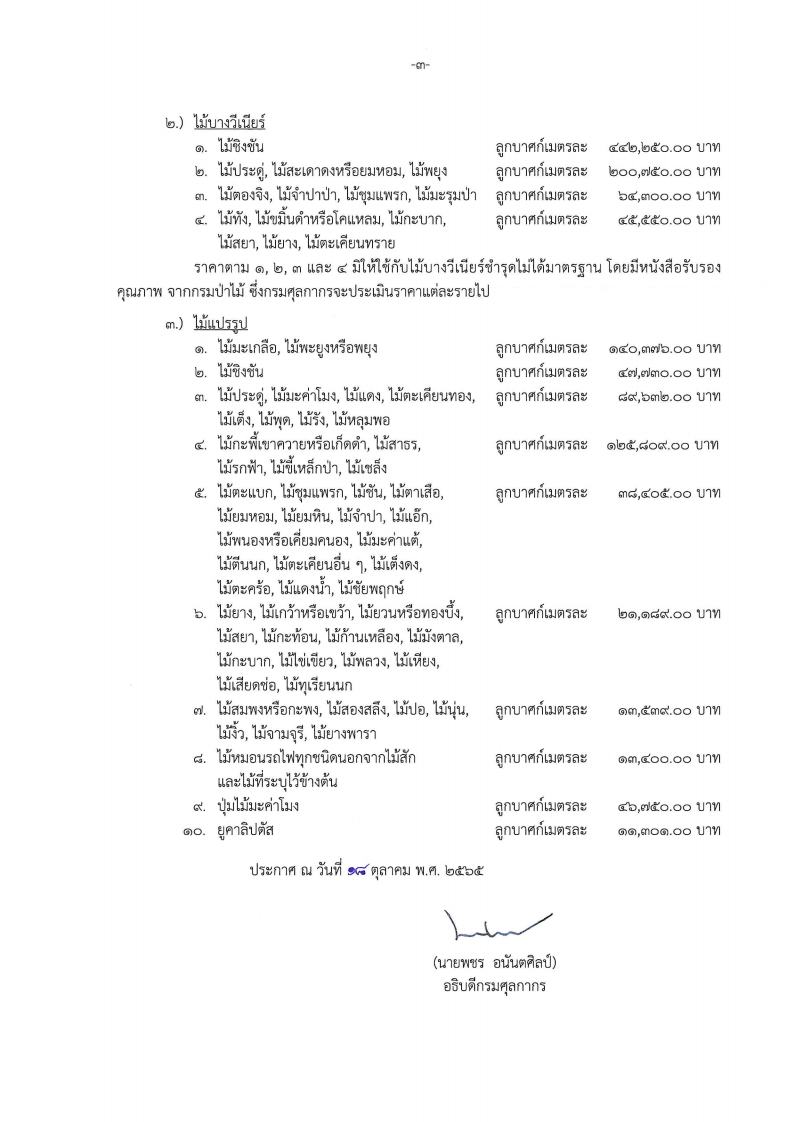 -๓-
๒.) ไม้บางวีเนียร์
๑. ไม้ชิงชัน ลูกบาศก์เมตรละ ๔๔๒,๒๕๐.๐๐ บาท
๒. ไม้ประดู่, ไม้สะเดาดงหรือยมหอม, ไม้พยุง ลูกบาศก์เมตรละ ๒๐๐,๗๕๐.๐๐ บาท
๓. ไม้ตองจิง, ไม้จำปาป่า, ไม้ชุมแพรก, ไม้มะรุมป่า ลูกบาศก์เมตรละ ๖๔,๓๐๐.๐๐ บาท
๔. ไม้ทัง, ไม้ขมิ้นดำหรือโคแหลม, ไม้กะบาก, ลูกบาศก์เมตรละ ๔๕,๕๕๐.๐๐ บาท
ไม้สยา, ไม้ยาง, ไม้ตะเคียนทราย
ราคาตาม ๑, ๒, ๓ และ ๔ มิให้ใช้กับไม้บางวีเนียร์ชำรุดไม่ได้มาตรฐาน โดยมีหนังสือรับรอง
คุณภาพ จากกรมป่าไม้ ซึ่งกรมศุลกากรจะประเมินราคาแต่ละรายไป
๓.) ไม้แปรรูป
๑. ไม้มะเกลือ, ไม้พะยูงหรือพยุง ลูกบาศก์เมตรละ ๑๔๐,๓๗๖.๐๐ บาท
๒. ไม้ชิงชัน ลูกบาศก์เมตรละ ๔๗,๗๓๐.๐๐ บาท
๓. ไม้ประดู่, ไม้มะค่าโมง, ไม้แดง, ไม้ตะเคียนทอง, ลูกบาศก์เมตรละ ๘๙,๖๓๒.๐๐ บาท
ไม้เต็ง, ไม้พุด, ไม้รัง, ไม้หลุมพอ
๔. ไม้กะพี้เขาควายหรือเก็ดดำ, ไม้สาธร, ลูกบาศก์เมตรละ ๑๒๕,๘๐๙.๐๐ บาท
ไม้รกฟ้า, ไม้ขี้เหล็กป่า, ไม้เชล็ง
๕. ไม้ตะแบก, ไม้ชุมแพรก, ไม้ชัน, ไม้ตาเสือ, ลูกบาศก์เมตรละ ๓๘,๔๐๕.๐๐ บาท
ไม้ยมหอม, ไม้ยมหิน, ไม้จำปา, ไม้แอ๊ก,
ไม้พนองหรือเคี่ยมคนอง, ไม้มะค่าแต้,
ไม้ตีนนก, ไม้ตะเคียนอื่น ๆ, ไม้เต็งดง,
ไม้ตะคร้อ, ไม้แดงน้ำ, ไม้ชัยพฤกษ์
๖. ไม้ยาง, ไม้เกว้าหรือเขว้า, ไม้ยวนหรือทองบึ้ง, ลูกบาศก์เมตรละ ๒๑,๑๘๙.๐๐ บาท
ไม้สยา, ไม้กะท้อน, ไม้ก้านเหลือง, ไม้มังตาล,
ไม้กะบาก, ไม้ไข่เขียว, ไม้พลวง, ไม้เหียง,
ไม้เสียดช่อ, ไม้ทุเรียนนก
๗. ไม้สมพงหรือกะพง, ไม้สองสลึง, ไม้ปอ, ไม้นุ่น, ลูกบาศก์เมตรละ ๑๓,๕๓๙.๐๐ บาท
ไม้งิ้ว, ไม้จามจุรี, ไม้ยางพารา
๘. ไม้หมอนรถไฟทุกชนิดนอกจากไม้สัก ลูกบาศก์เมตรละ ๑๓,๔๐๐.๐๐ บาท
และไม้ที่ระบุไว้ข้างต้น
๙. ปุ่มไม้มะค่าโมง ลูกบาศก์เมตรละ ๔๖,๗๕๐.๐๐ บาท
๑๐. ยูคาลิปตัส ลูกบาศก์เมตรละ ๑๑,๓๐๑.๐๐ บาท
ประกาศ ณ วันที่ ๑๘ ตุลาคม พ.ศ. ๒๕๖๕
(นายพชร อนันตศิลป์)
อธิบดีกรมศุลกากร